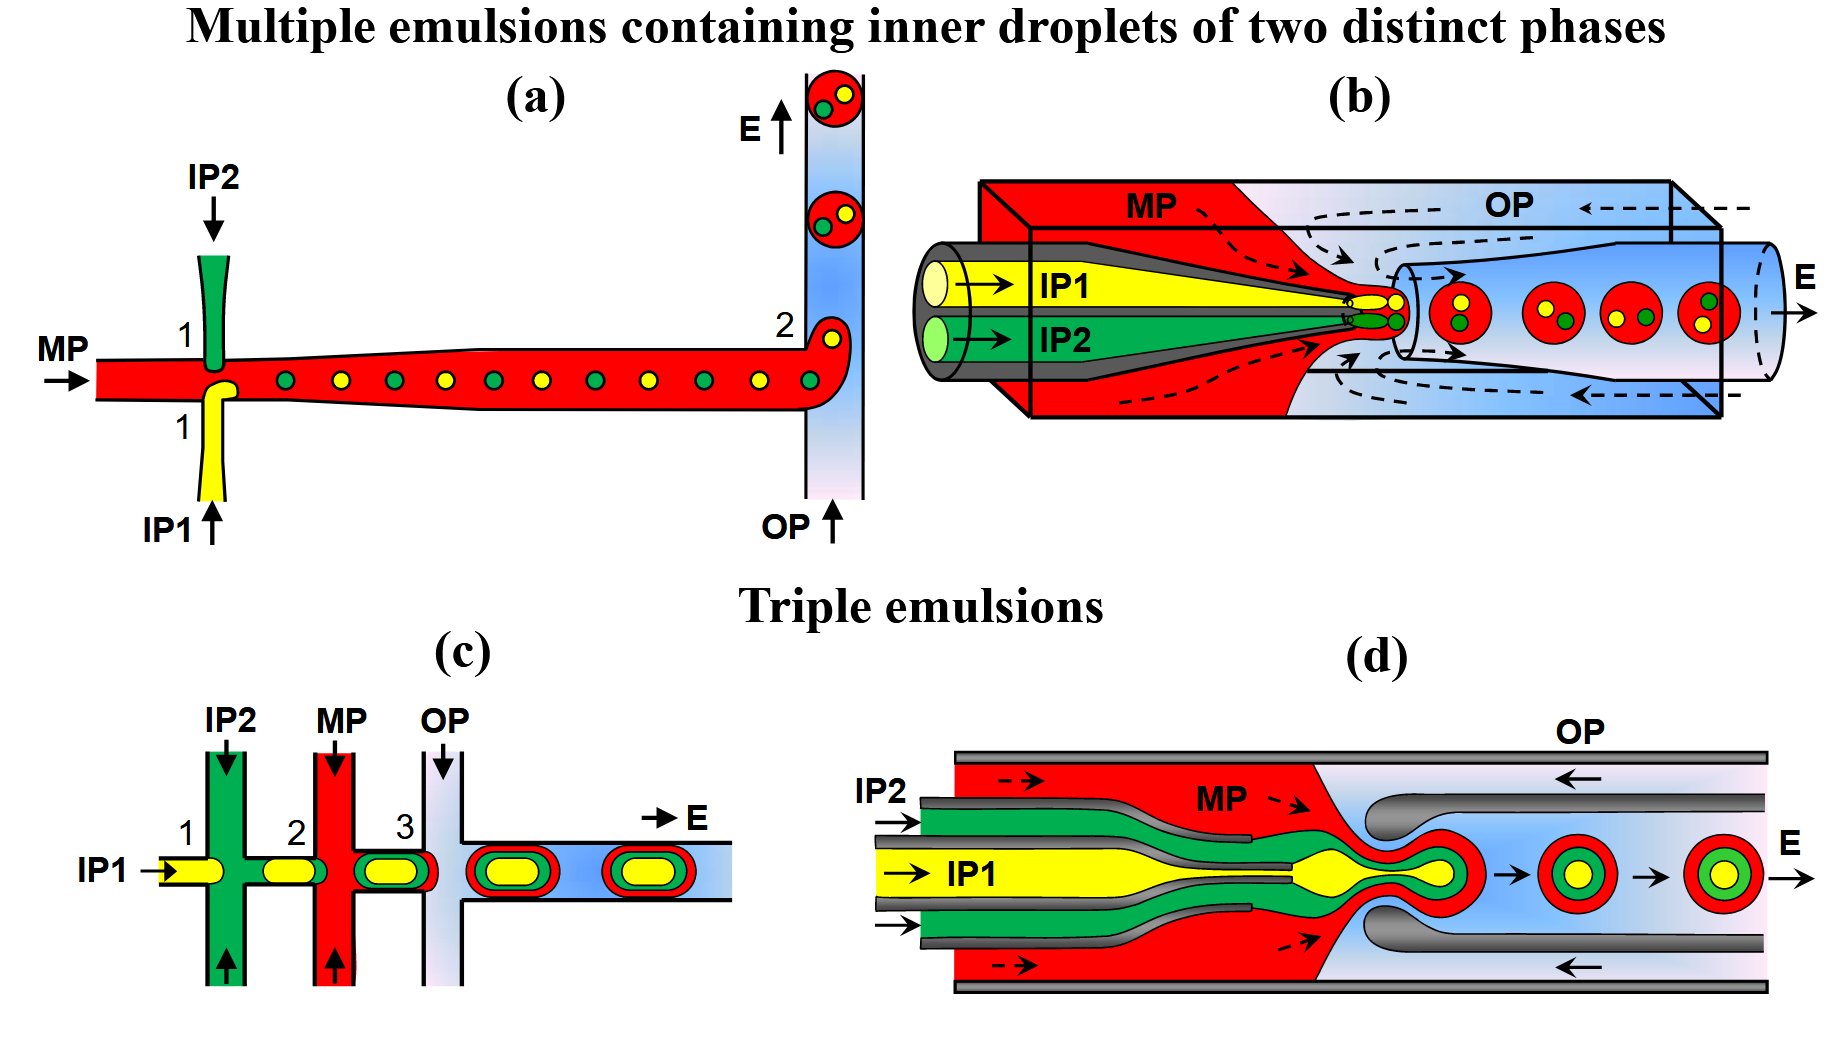 Multiple emulsions containing inner droplets of two distinct phases
(a)
(b)
E
IP2
MP
OP
1
2
IP1
E
MP
IP2
1
IP1
OP
Triple emulsions
(c)
(d)
IP2 MP OP
OP
IP2
MP
1 2 3
E
E
IP1
IP1